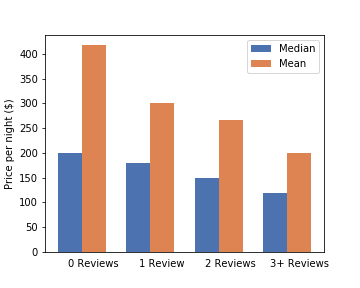 Median
Mean
Price per night ($)
400
350
300
250
200
150
100
50
0
0 Reviews
1 Review
2 Reviews
3+ Reviews